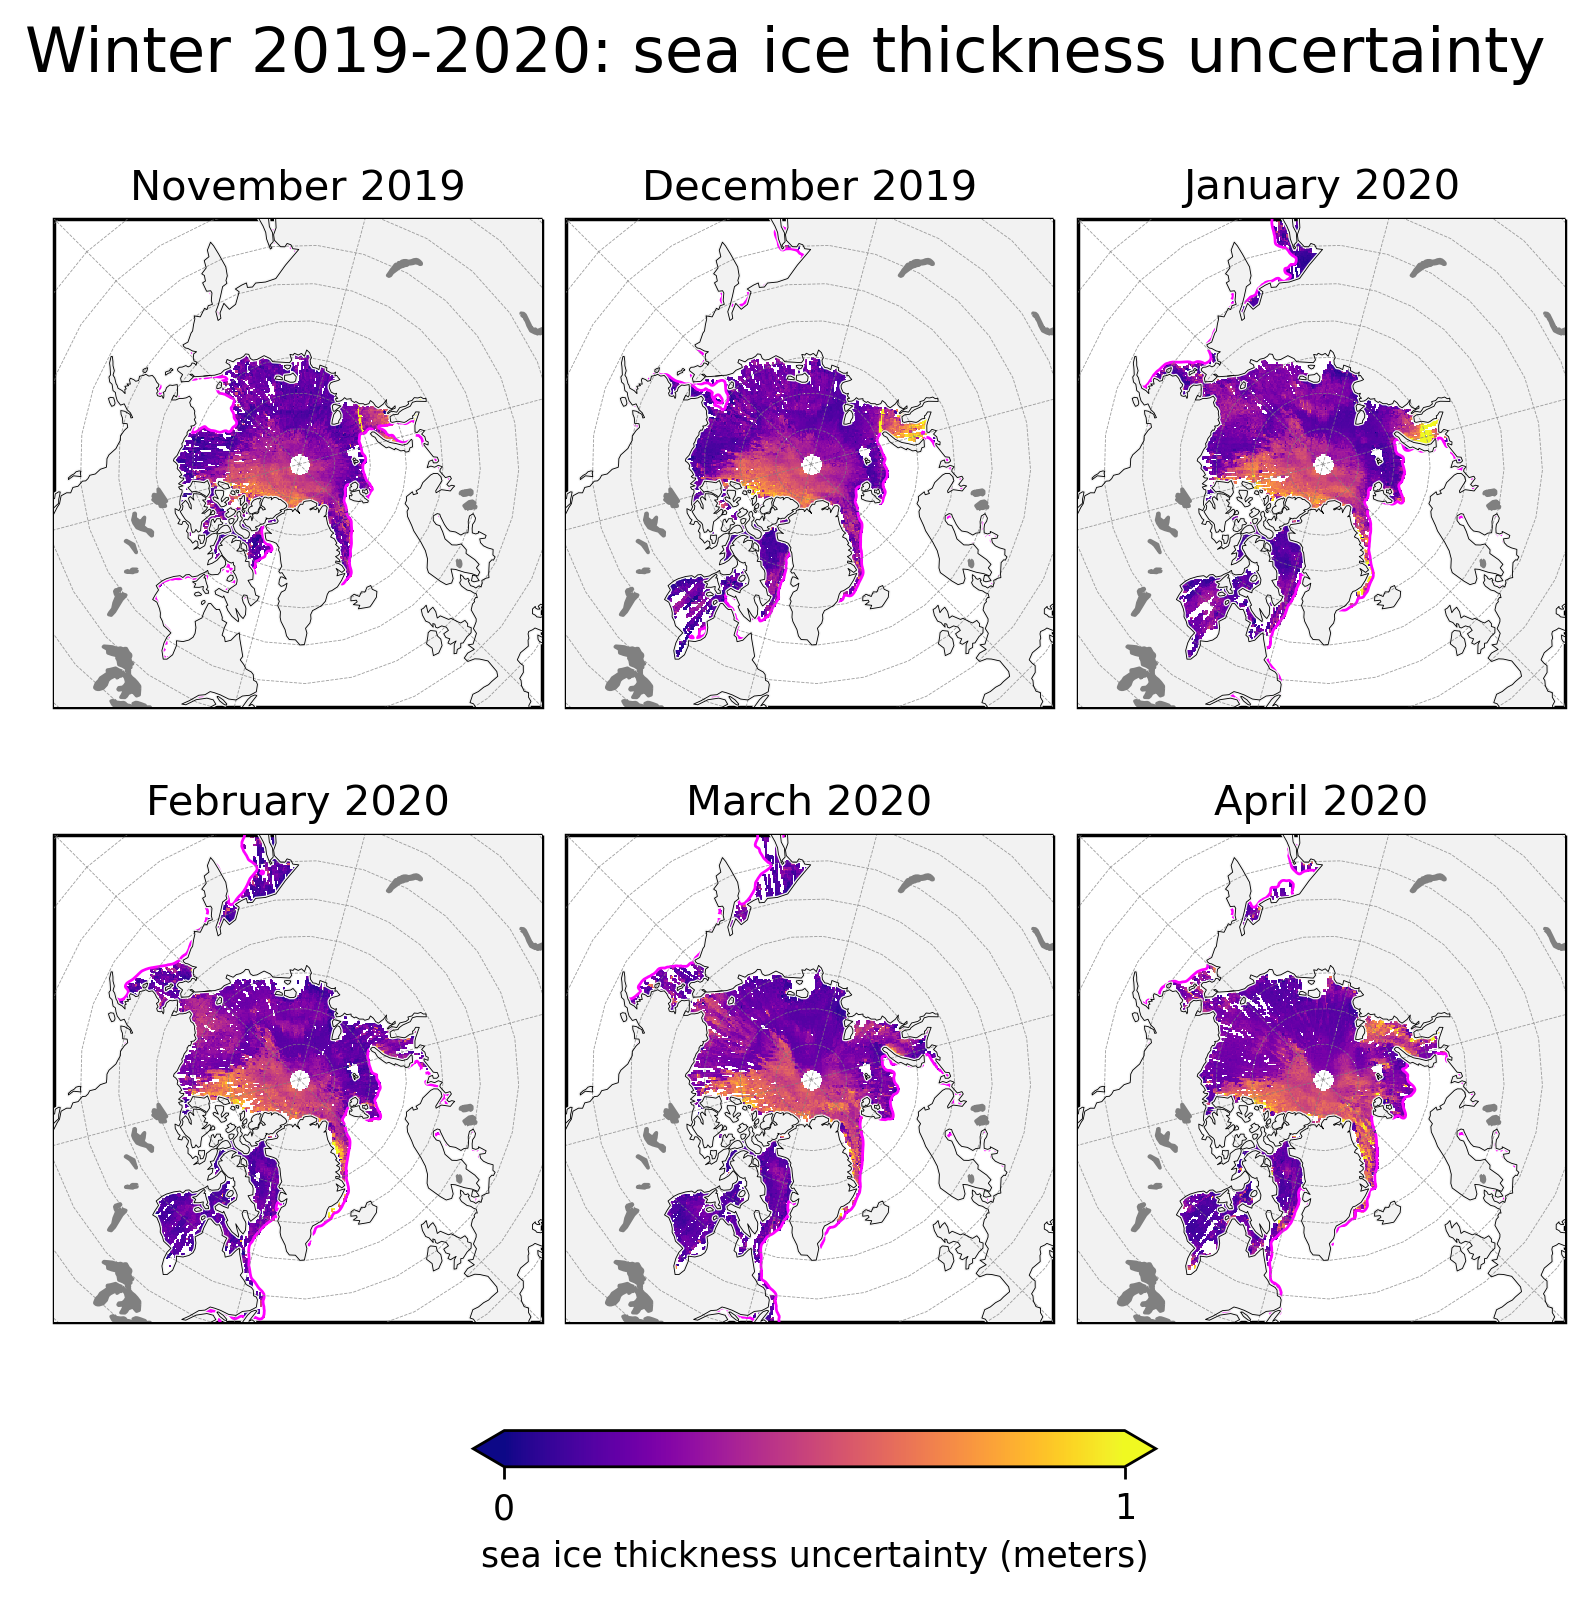 Winter 2019-2020: sea ice thickness uncertainty
November 2019
December 2019
January 2020
February 2020
March 2020
April 2020
0
1
sea ice thickness uncertainty (meters)